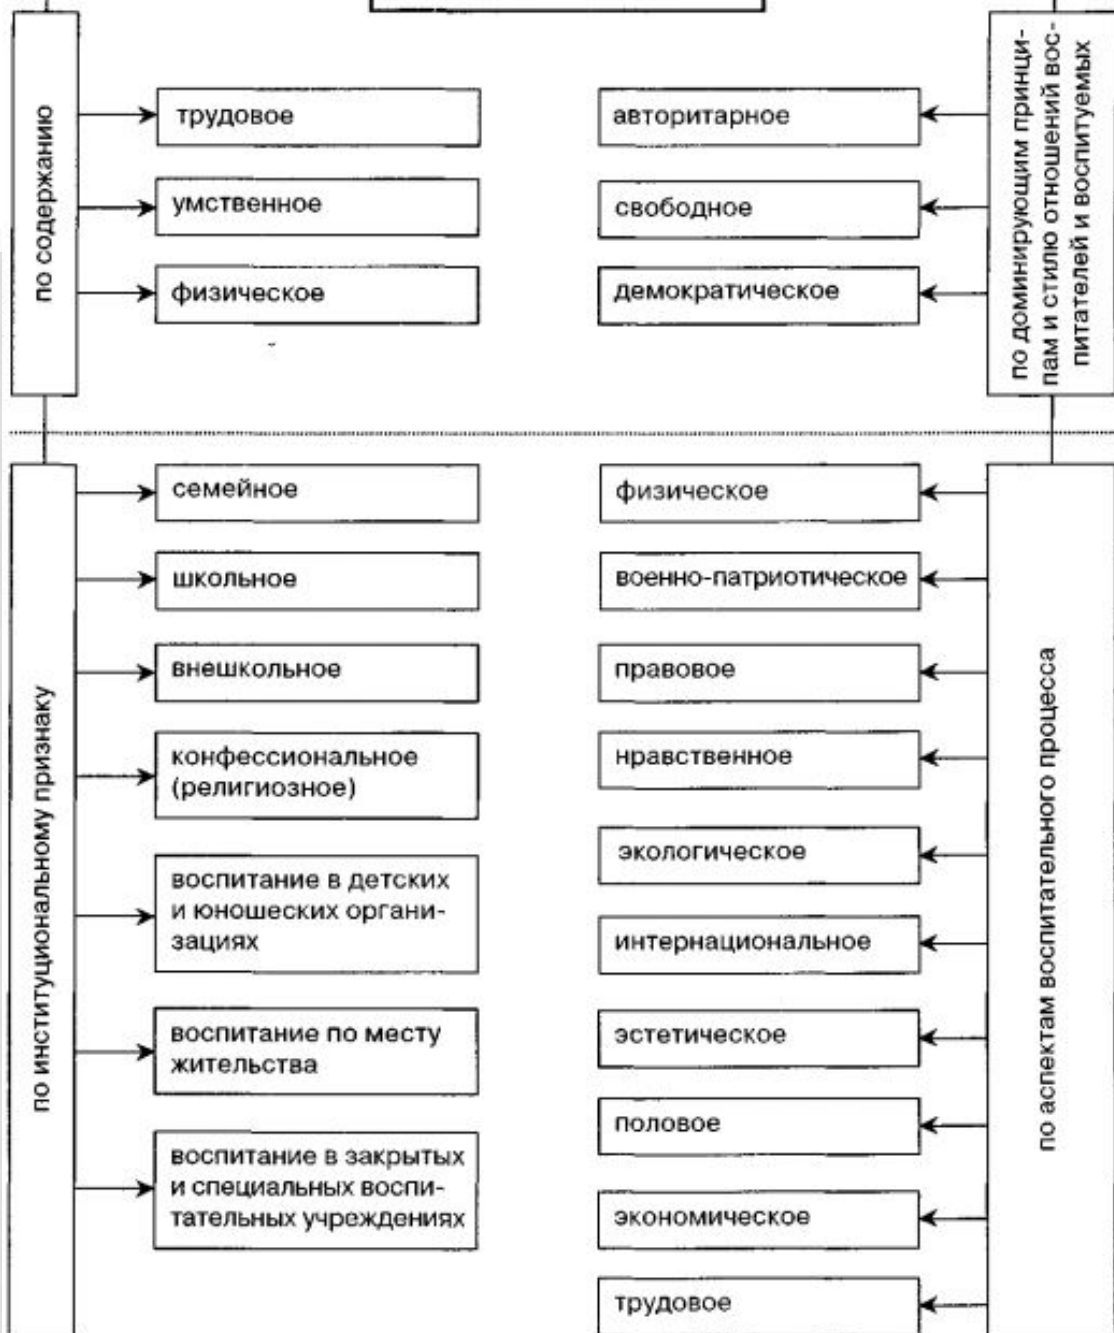 по содержанию
трудовое
умственное
физическое
по доминирующим принци-
пам и стилю отношений вос-
питателей и воспитуемых
авторитарное
свободное
демократическое
по институциональному признаку
семейное
школьное
внешкольное
конфессиональное
(религиозное)
воспитание в детских
и юношеских органи-
зациях
воспитание по месту
жительства
воспитание в закрытых
и специальных воспи-
тательных учреждениях
по аспектам воспитательного процесса
физическое
военно-патриотическое
правовое
нравственное
экологическое
интернациональное
эстетическое
половое
экономическое
трудовое